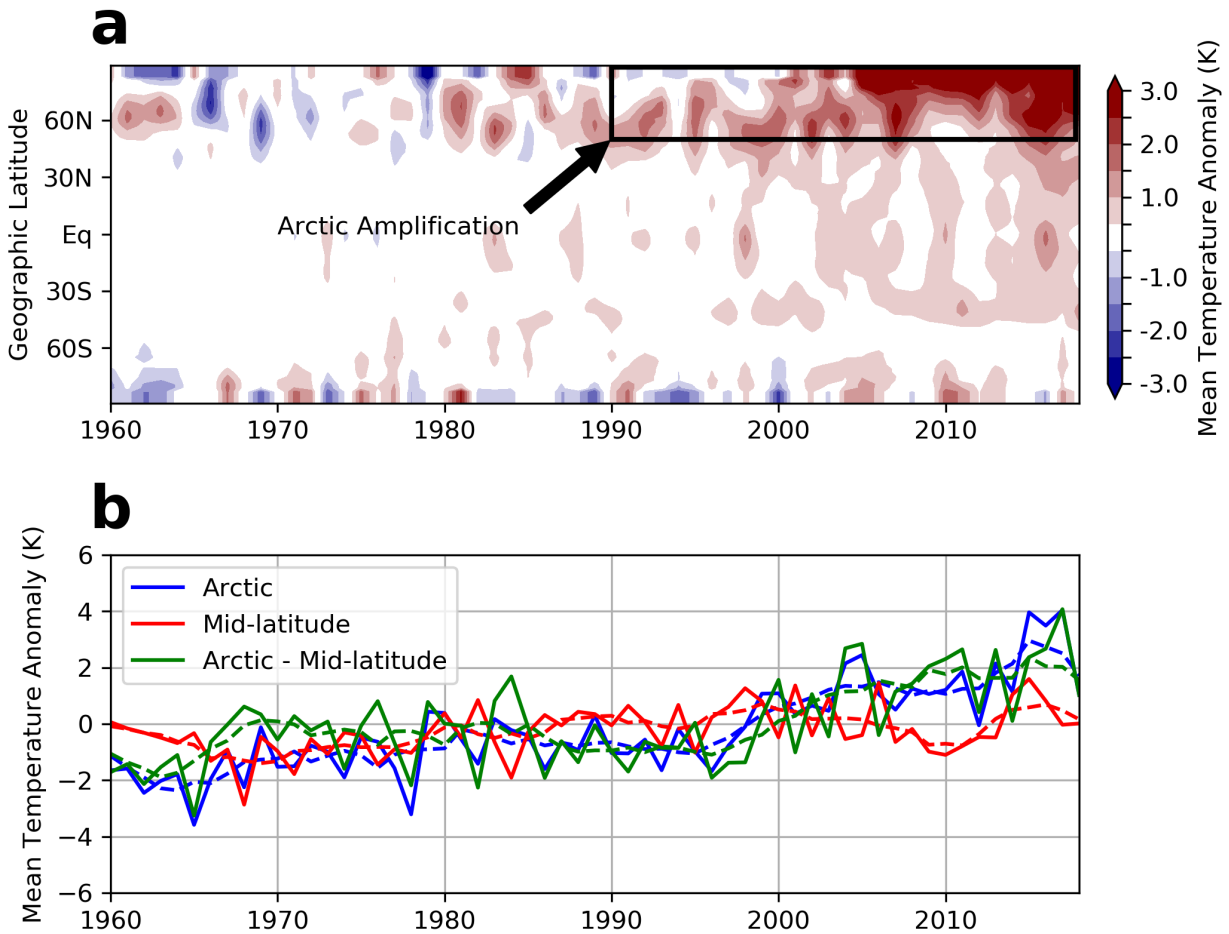 a
Geographic Latitude
60N
30N
Eq
30S
60S
Arctic Amplification
1960 1970 1980 1990 2000 2010
3.0
2.0
1.0
-1.0
-2.0
-3.0
Mean Temperature Anomaly (K)
b
Mean Temperature Anomaly (K)
6
4
2
0
−2
−4
−6
Arctic
Mid-latitude
Arctic - Mid-latitude
1960 1970 1980 1990 2000 2010